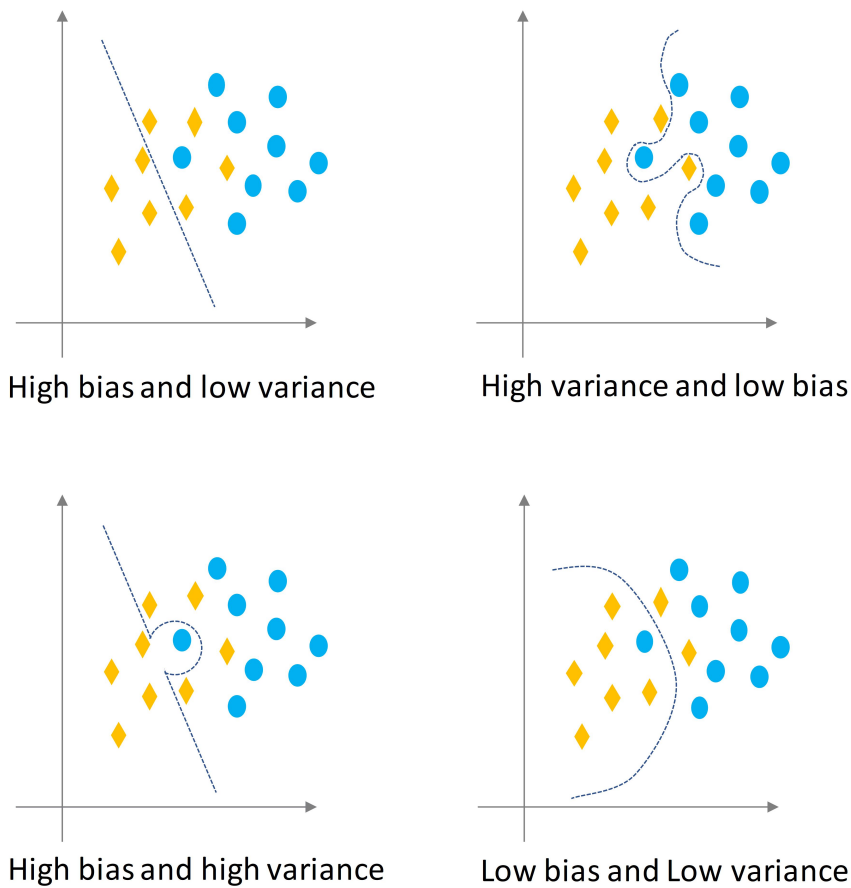 High bias and low variance
High variance and low bias
High bias and high variance
Low bias and Low variance